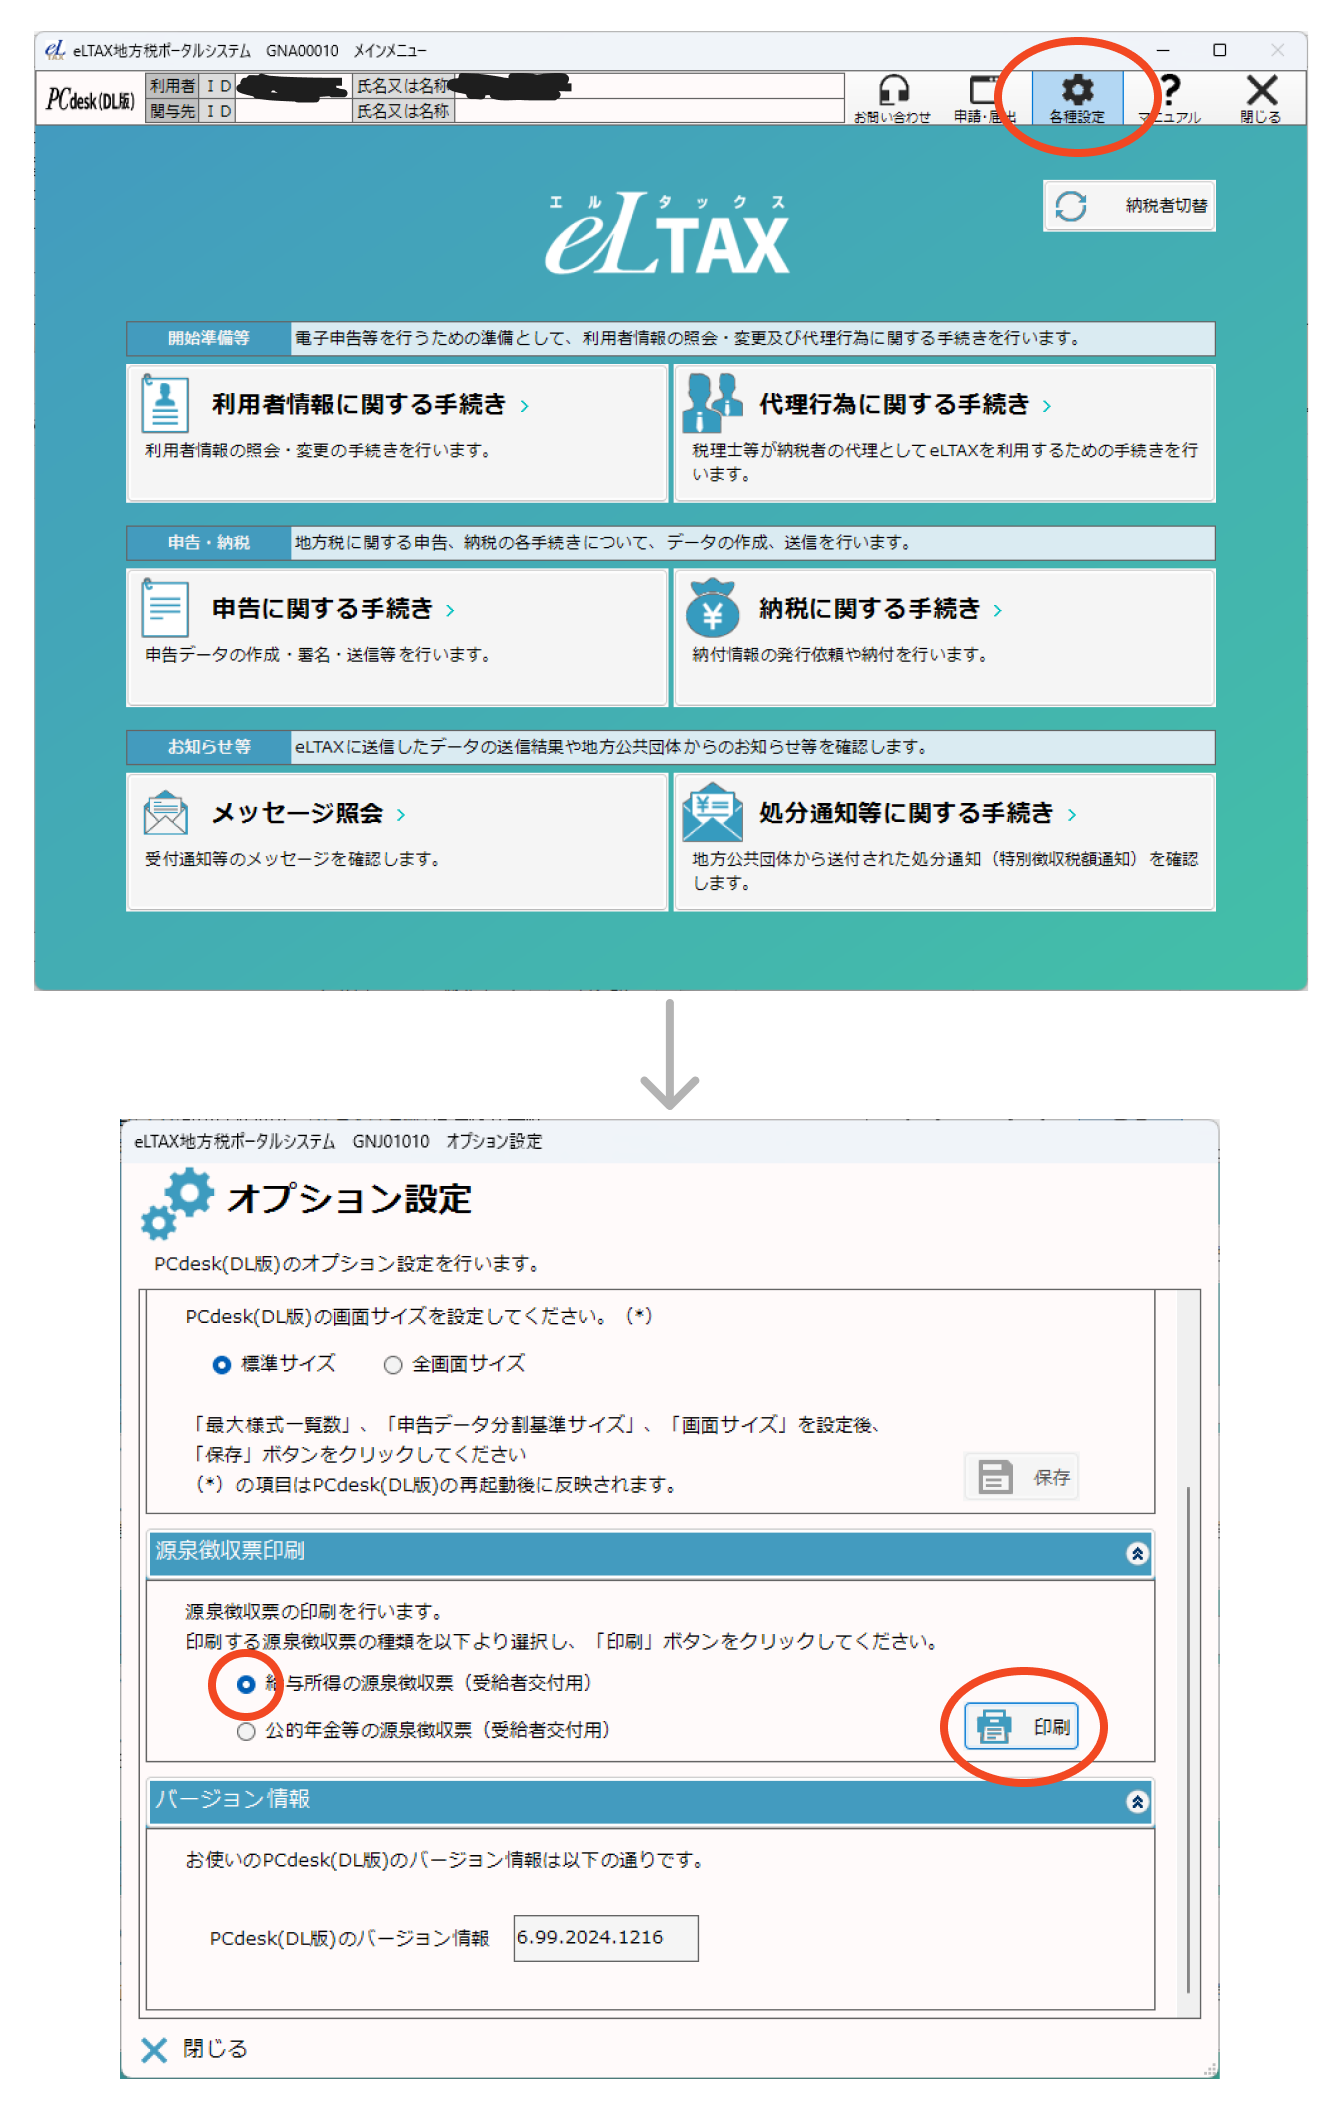 eLTAX地方税ポータルシステム　GNA00010　メインメニュー
PCdesk(DL版)
利用者 ＩＤ 氏名又は名称
関与先 ＩＤ 氏名又は名称
お問い合わせ 申請・届出 各種設定 マニュアル 閉じる
エルタックス
eLTAX
納税者切替
開始準備等 電子申告等を行うための準備として、利用者情報の照会・変更及び代理行為に関する手続きを行います。
利用者情報に関する手続き
利用者情報の照会・変更の手続きを行います。
代理行為に関する手続き
税理士等が納税者の代理としてeLTAXを利用するための手続きを行
います。
申告・納税 地方税に関する申告、納税の各手続きについて、データの作成、送信を行います。
申告に関する手続き
申告データの作成・署名・送信等を行います。
納税に関する手続き
納付情報の発行依頼や納付を行います。
お知らせ等 eLTAXに送信したデータの送信結果や地方公共団体からのお知らせ等を確認します。
メッセージ照会
受付通知等のメッセージを確認します。
処分通知等に関する手続き
地方公共団体から送付された処分通知（特別徴収税額通知）を確認
します。
eLTAX地方税ポータルシステム　GNJ01010　オプション設定
オプション設定
PCdesk(DL版)のオプション設定を行います。
PCdesk(DL版)の画面サイズを設定してください。（*）
標準サイズ 全画面サイズ
「最大様式一覧数」、「申告データ分割基準サイズ」、「画面サイズ」を設定後、
「保存」ボタンをクリックしてください
（*）の項目はPCdesk(DL版)の再起動後に反映されます。
保存
源泉徴収票印刷
源泉徴収票の印刷を行います。
印刷する源泉徴収票の種類を以下より選択し、「印刷」ボタンをクリックしてください。
給与所得の源泉徴収票（受給者交付用）
公的年金等の源泉徴収票（受給者交付用）
印刷
バージョン情報
お使いのPCdesk(DL版)のバージョン情報は以下の通りです。
PCdesk(DL版)のバージョン情報 6.99.2024.1216
閉じる